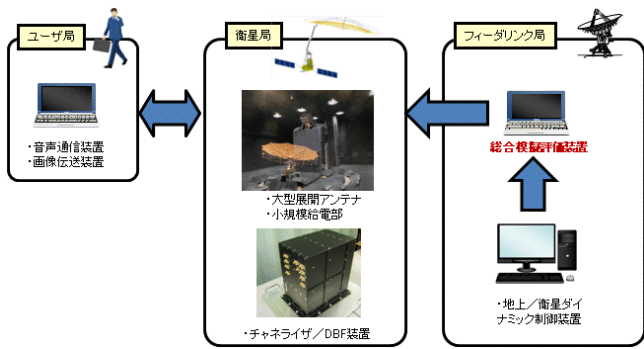 ユーザ局
・音声通信装置
・画像伝送装置
衛星局
・大型展開アンテナ
・小規模給電部
・チャネライザ/DBF装置
フィーダリンク局
総合模擬評価装置
・地上/衛星ダイ
ナミック制御装置